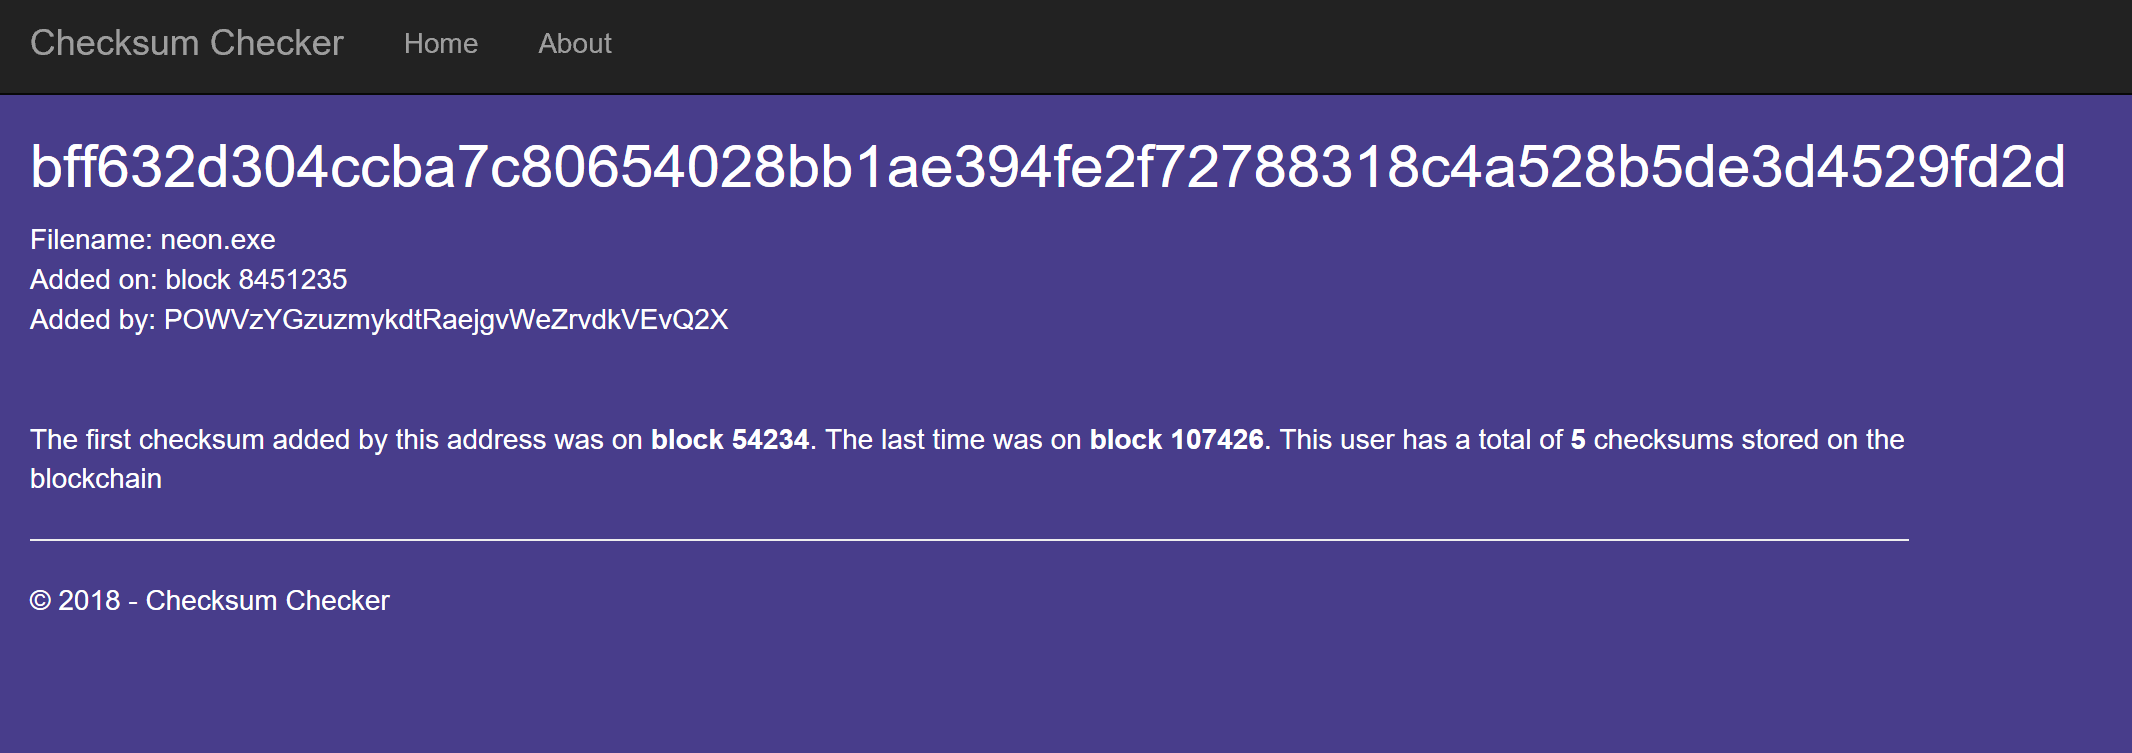 Checksum Checker Home About
bff632d304ccba7c80654028bb1ae394fe2f72788318c4a528b5de3d4529fd2d
Filename: neon.exe
Added on: block 8451235
Added by: POWVzYGzuzmykdtRaejgvWeZrvdkVEvQ2X
The first checksum added by this address was on block 54234. The last time was on block 107426. This user has a total of 5 checksums stored on the
blockchain
© 2018 - Checksum Checker